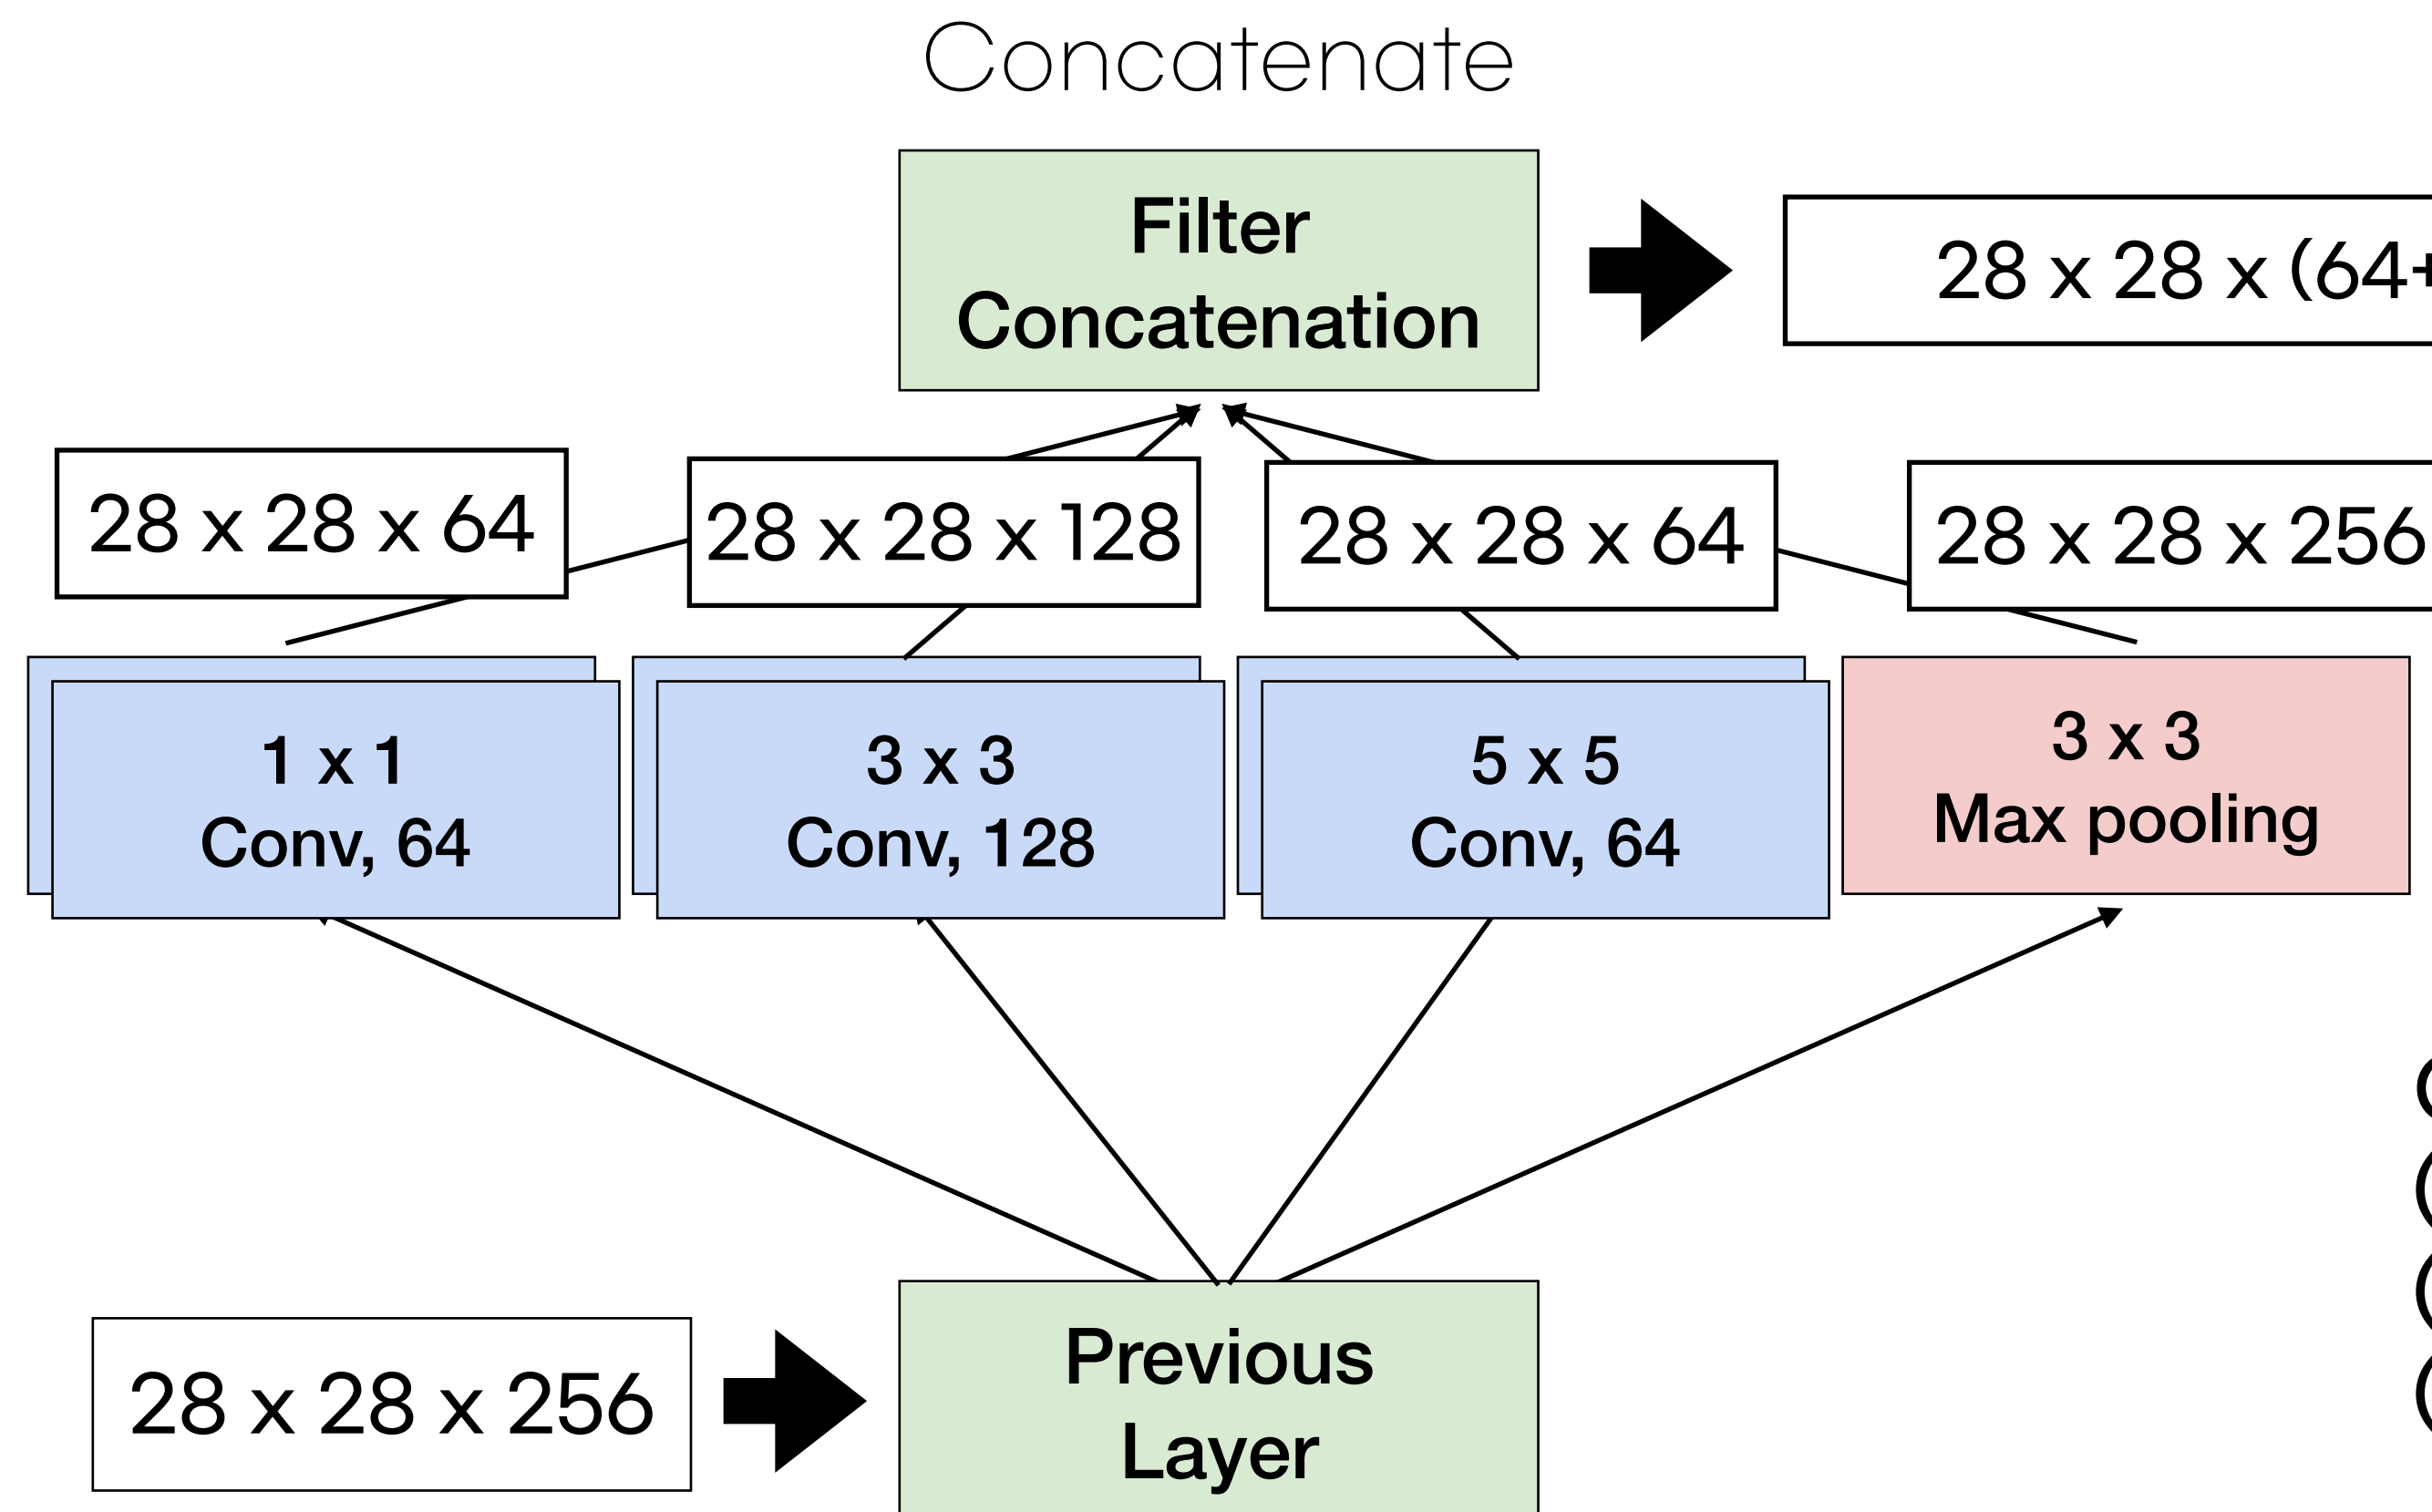 Concatenate
Filter
Concatenation
28 x 28 x (64+
28 x 28 x 64
28 x 28 x 128
28 x 28 x 64
28 x 28 x 256
1 x 1
Conv, 64
3 x 3
Conv, 128
5 x 5
Conv, 64
3 x 3
Max pooling
28 x 28 x 256
Previous
Layer